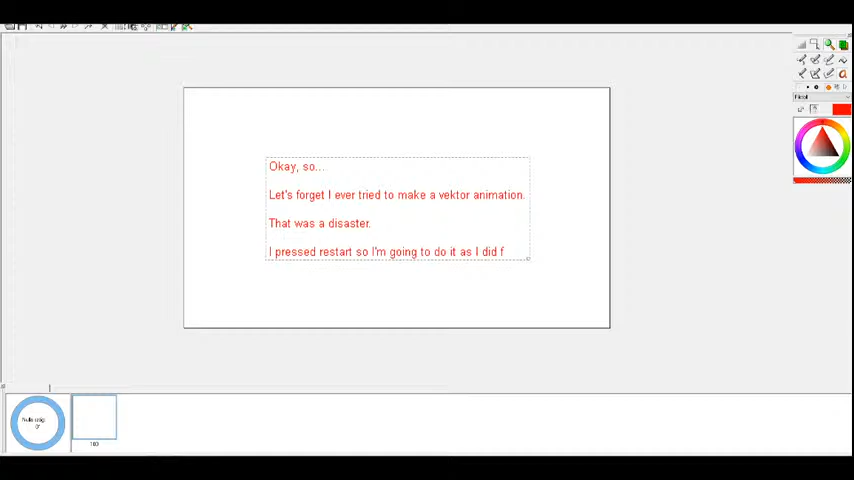 Okay, so...
Let's forget I ever tried to make a vektor animation.
That was a disaster.
I pressed restart so I'm going to do it as I did f
100